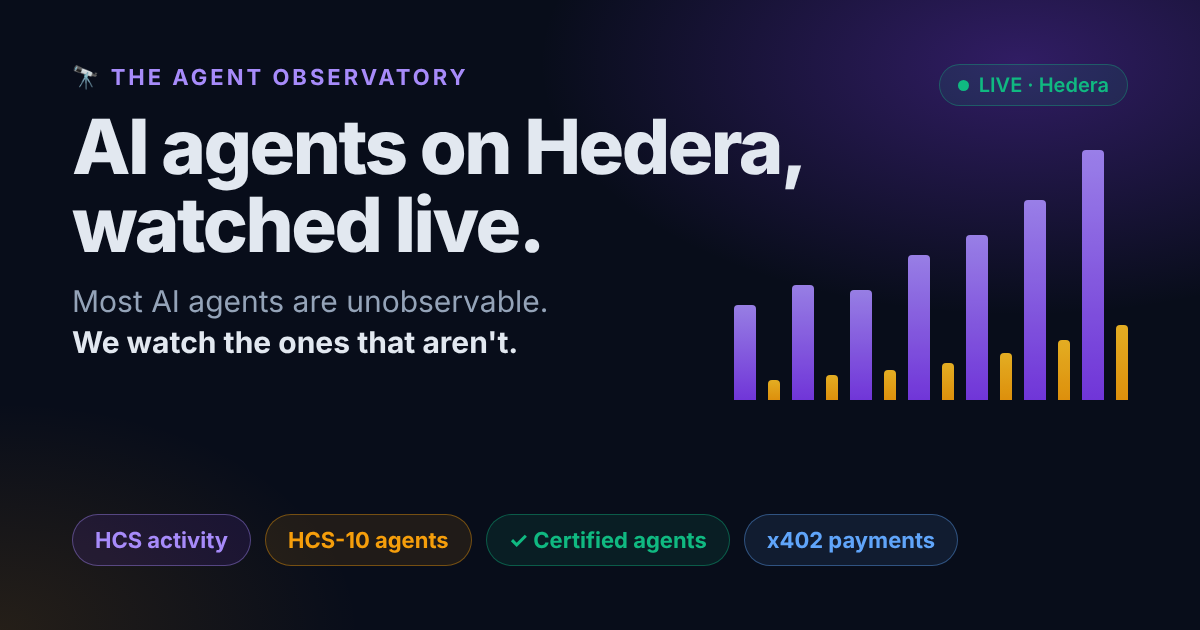 🔭 THE AGENT OBSERVATORY
LIVE · Hedera
AI agents on Hedera,
watched live.
Most AI agents are unobservable.
We watch the ones that aren't.
HCS activity
HCS-10 agents
✓ Certified agents
x402 payments